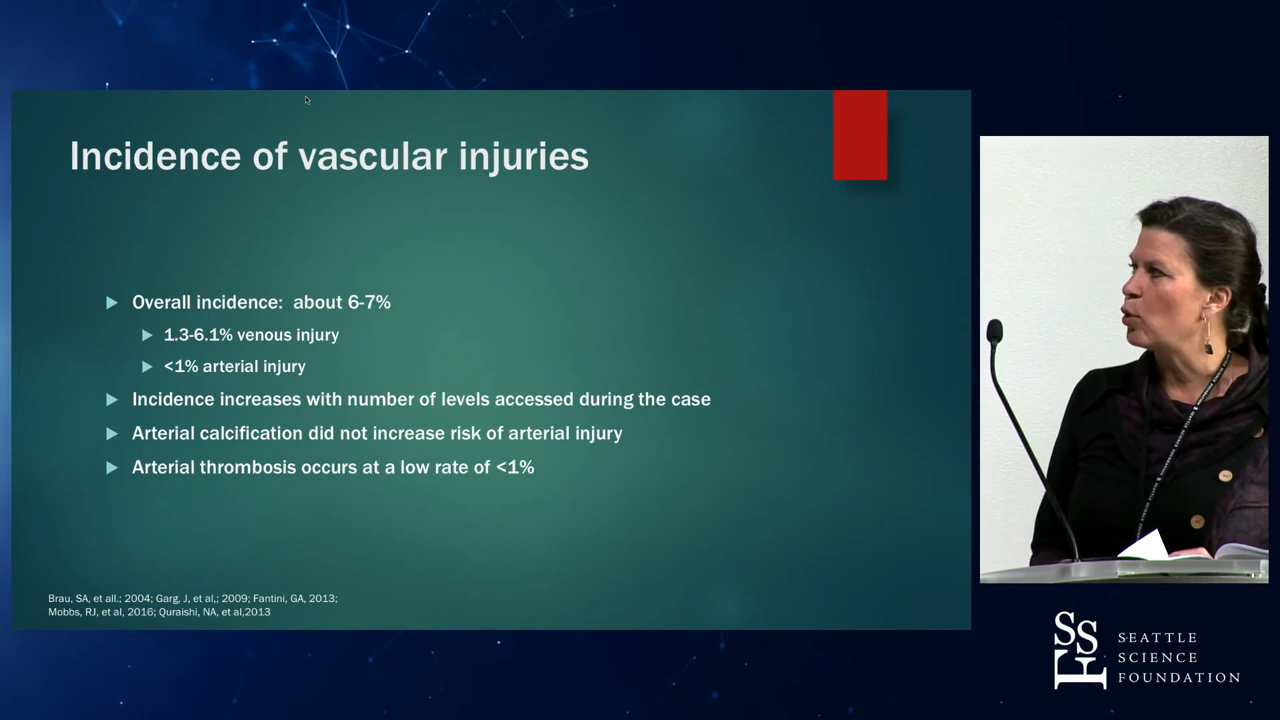 Incidence of vascular injuries
Overall incidence: about 6-7%
1.3-6.1% venous injury
<1% arterial injury
Incidence increases with number of levels accessed during the case
Arterial calcification did not increase risk of arterial injury
Arterial thrombosis occurs at a low rate of <1%
Brau, SA, et all.; 2004; Garg, J, et al,; 2009; Fantini, GA, 2013;
Mobbs, RJ, et al, 2016; Quraishi, NA, et al,2013
SSF
SEATTLE
SCIENCE
FOUNDATION